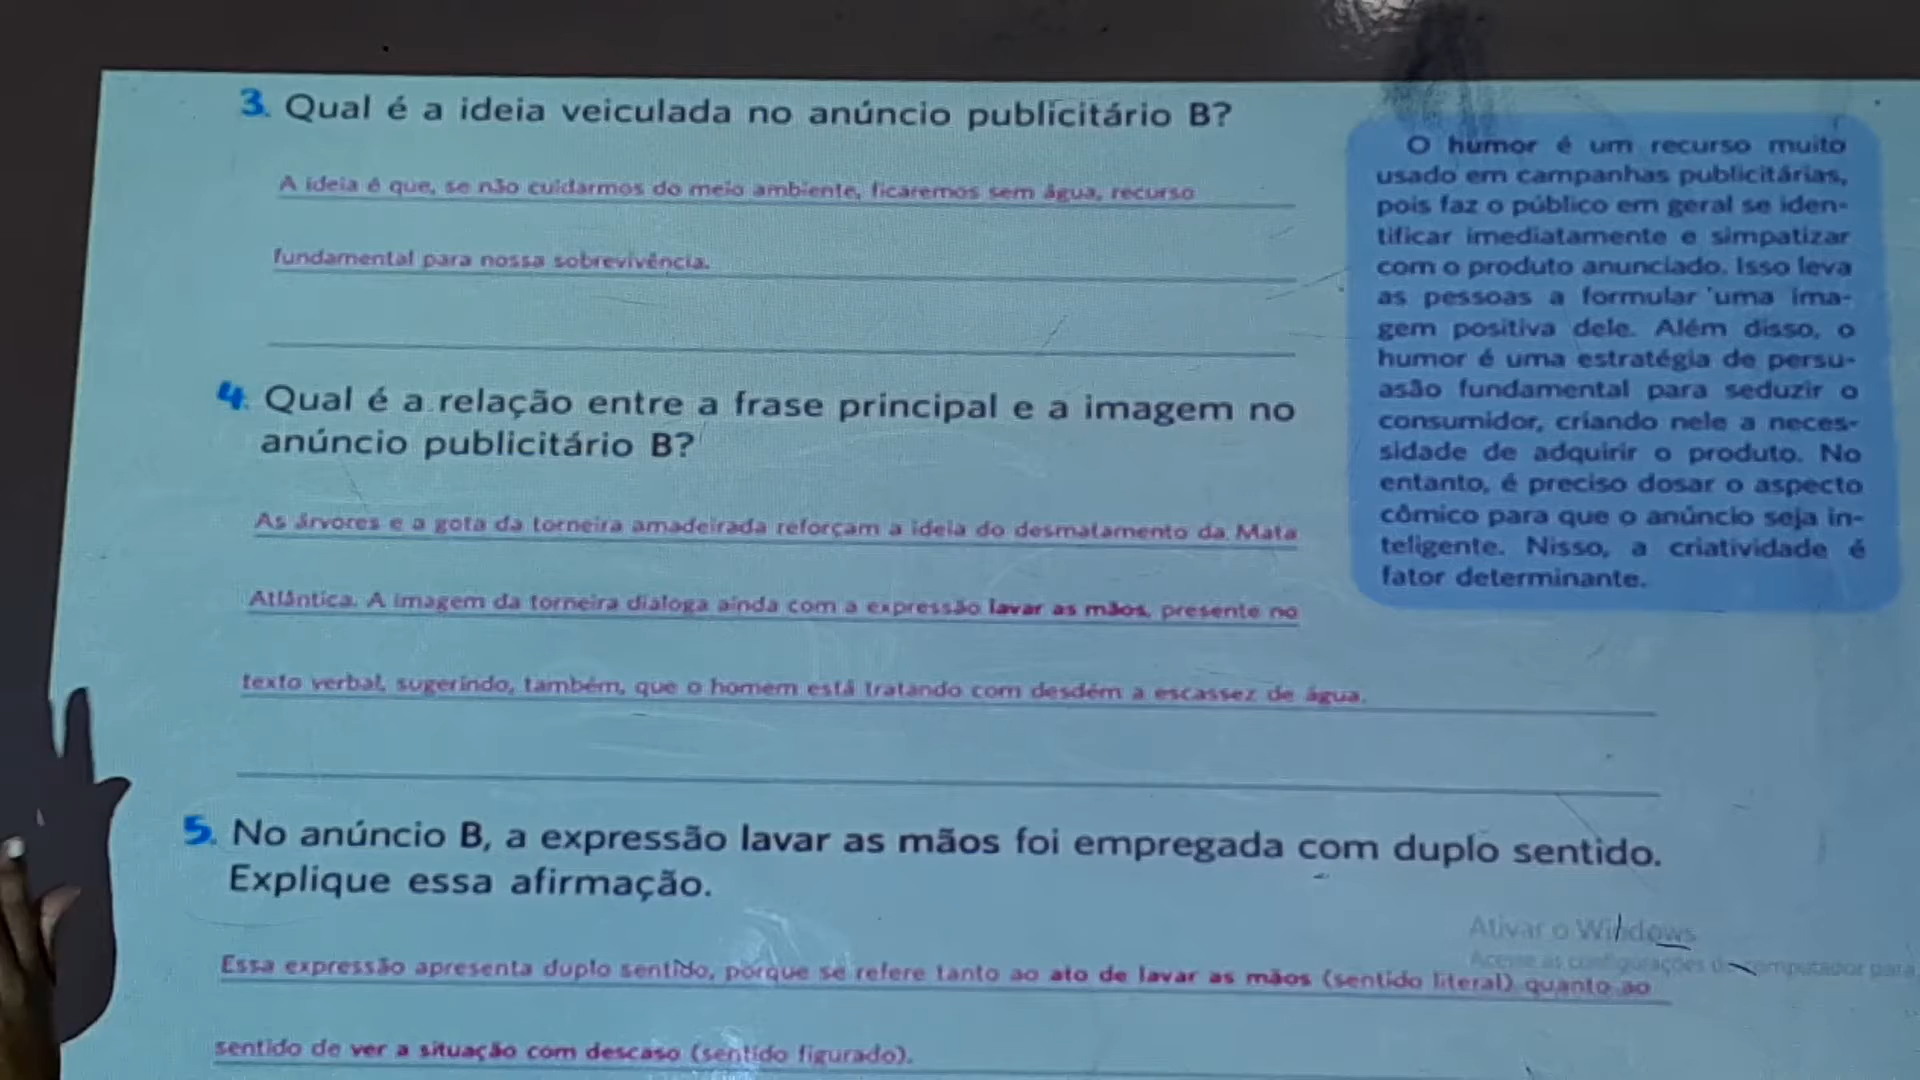 3. Qual é a ideia veiculada no anúncio publicitário B?
A ideia é que, se não cuidarmos do meio ambiente, ficaremos sem água, recurso
fundamental para nossa sobrevivência.
4. Qual é a relação entre a frase principal e a imagem no
anúncio publicitário B?
As árvores e a gota da torneira amadeirada reforçam a ideia do desmatamento da Mata
Atlântica. A imagem da torneira dialoga ainda com a expressão lavar as mãos, presente no
texto verbal, sugerindo, também, que o homem está tratando com desdém a escassez de água.
5. No anúncio B, a expressão lavar as mãos foi empregada com duplo sentido.
Explique essa afirmação.
Essa expressão apresenta duplo sentido, porque se refere tanto ao ato de lavar as mãos (sentido literal) quanto ao
sentido de ver a situação com descaso (sentido figurado).
O humor é um recurso muito
usado em campanhas publicitárias,
pois faz o público em geral se iden-
tificar imediatamente e simpatizar
com o produto anunciado. Isso leva
as pessoas a formular uma ima-
gem positiva dele. Além disso, o
humor é uma estratégia de persu-
asão fundamental para seduzir o
consumidor, criando nele a neces-
sidade de adquirir o produto. No
entanto, é preciso dosar o aspecto
cômico para que o anúncio seja in-
teligente. Nisso, a criatividade é
fator determinante.
Ativar o Windows
Acesse as configurações do computador para